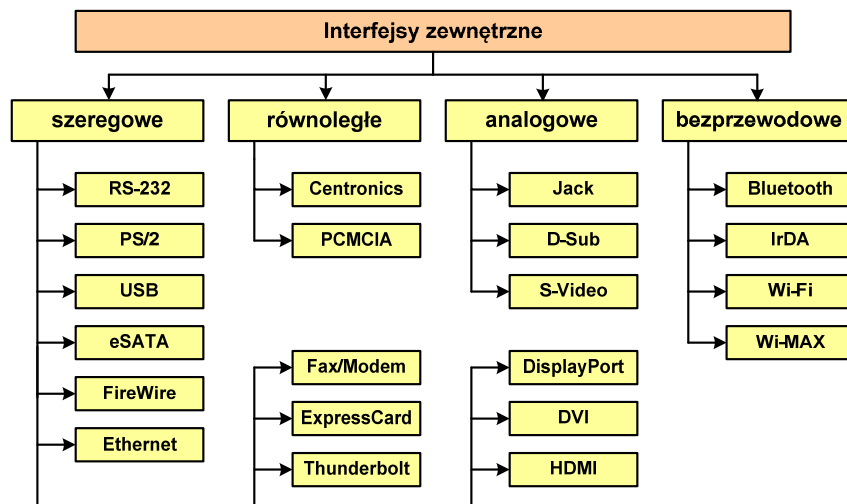 Interfejsy zewnętrzne
szeregowe
RS-232
PS/2
USB
eSATA
FireWire
Ethernet
równoległe
Centronics
PCMCIA
Fax/Modem
ExpressCard
Thunderbolt
analogowe
Jack
D-Sub
S-Video
DisplayPort
DVI
HDMI
bezprzewodowe
Bluetooth
IrDA
Wi-Fi
Wi-MAX